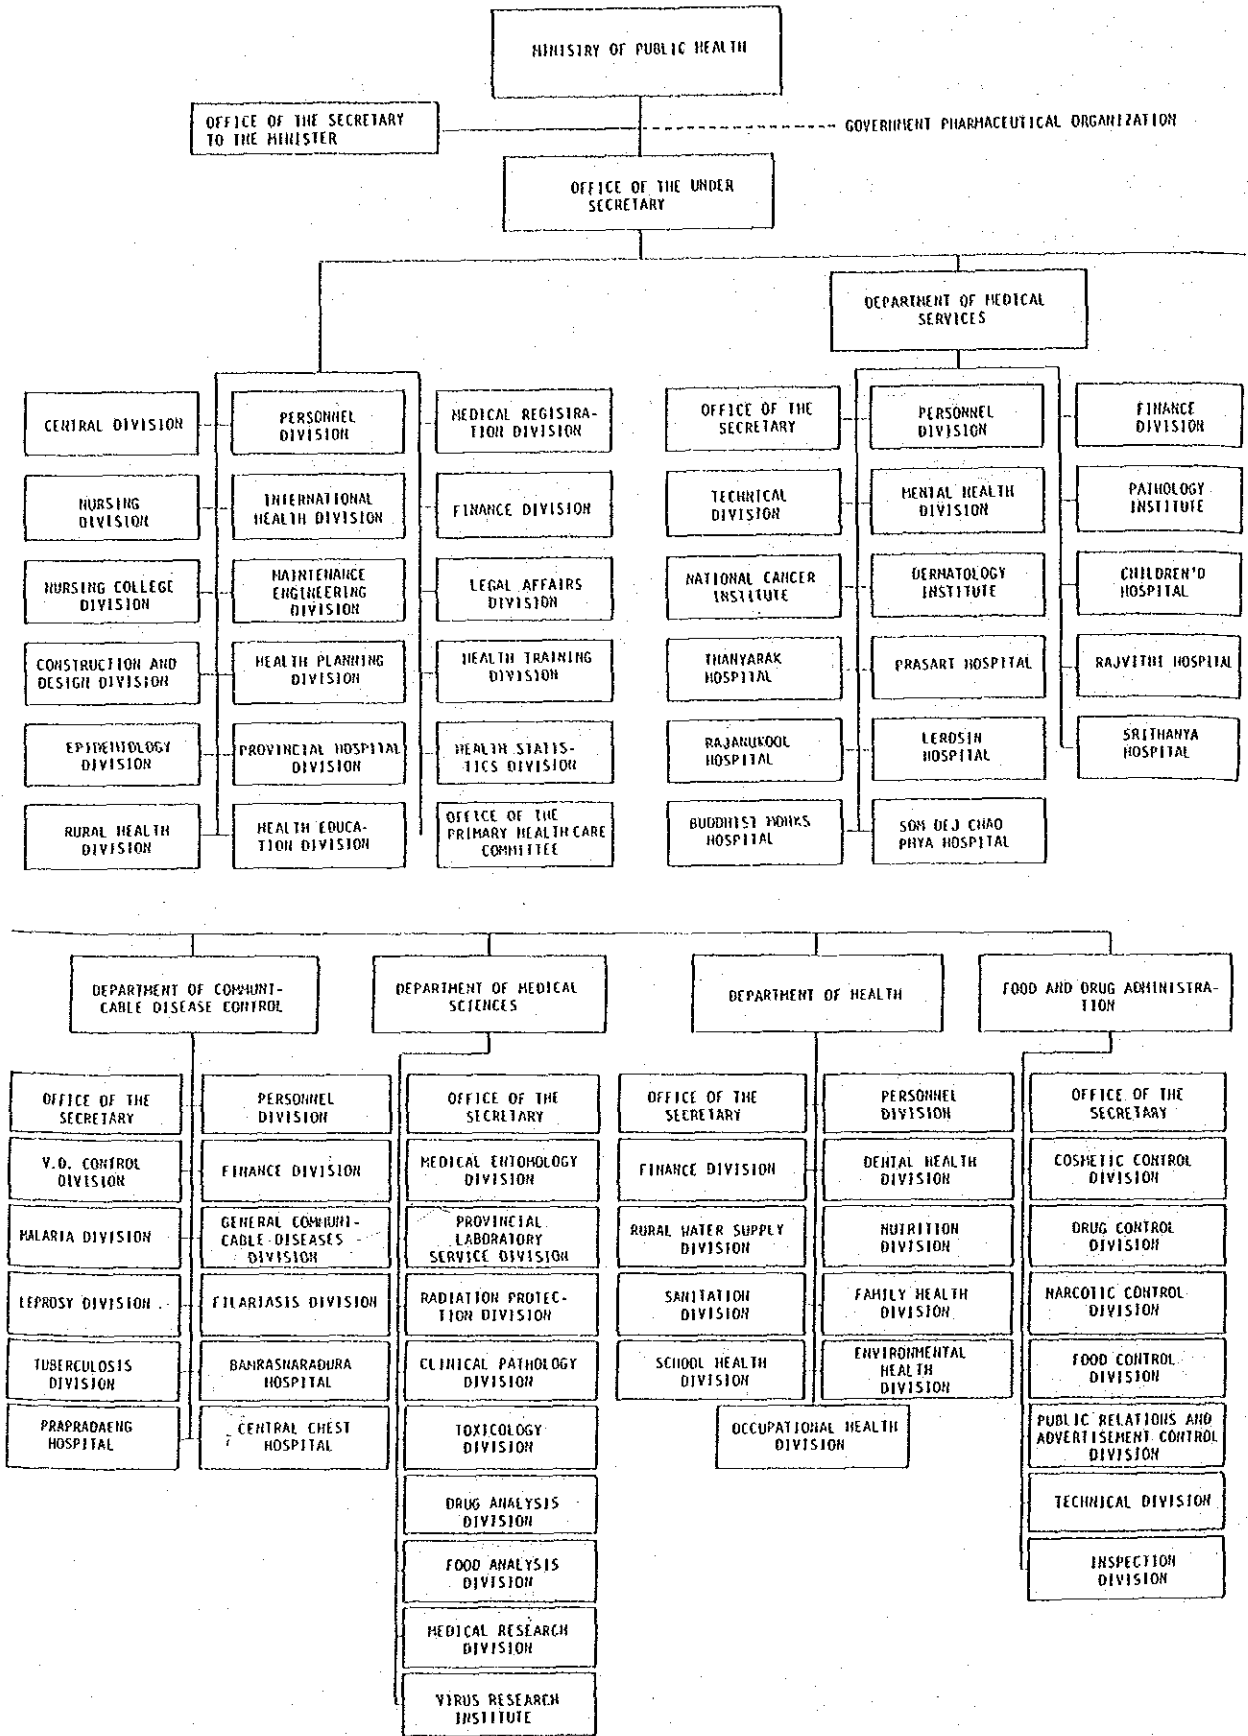 MINISTRY OF PUBLIC HEALTH
OFFICE OF THE SECRETARY
TO THE MINISTER
GOVERNMENT PHARMACEUTICAL ORGANIZATION
OFFICE OF THE UNDER
SECRETARY
DEPARTMENT OF MEDICAL
SERVICES
CENTRAL DIVISION
PERSONNEL
DIVISION
MEDICAL REGISTRA-
TION DIVISION
NURSING
DIVISION
INTERNATIONAL
HEALTH DIVISION
FINANCE DIVISION
NURSING COLLEGE
DIVISION
MAINTENANCE
ENGINEERING
DIVISION
LEGAL AFFAIRS
DIVISION
CONSTRUCTION AND
DESIGN DIVISION
HEALTH PLANNING
DIVISION
HEALTH TRAINING
DIVISION
EPIDEMIOLOGY
DIVISION
PROVINCIAL HOSPITAL
DIVISION
HEALTH STATIS-
TICS DIVISION
RURAL HEALTH
DIVISION
HEALTH EDUCA-
TION DIVISION
OFFICE OF THE
PRIMARY HEALTH CARE
COMMITTEE
OFFICE OF THE
SECRETARY
PERSONNEL
DIVISION
FINANCE
DIVISION
TECHNICAL
DIVISION
MENTAL HEALTH
DIVISION
PATHOLOGY
INSTITUTE
NATIONAL CANCER
INSTITUTE
DERMATOLOGY
INSTITUTE
CHILDREN'D
HOSPITAL
THANYARAK
HOSPITAL
PRASART HOSPITAL
RAJVITHI HOSPITAL
RAJANUKOOL
HOSPITAL
LERDSIN
HOSPITAL
SRITHANYA
HOSPITAL
BUDDHIST MONKS
HOSPITAL
SOM DEJ CHAO
PHYA HOSPITAL
DEPARTMENT OF COMMUNI-
CABLE DISEASE CONTROL
DEPARTMENT OF MEDICAL
SCIENCES
DEPARTMENT OF HEALTH
FOOD AND DRUG ADMINISTRA-
TION
OFFICE OF THE
SECRETARY
PERSONNEL
DIVISION
V.D. CONTROL
DIVISION
FINANCE DIVISION
MALARIA DIVISION
GENERAL COMMUNI-
CABLE DISEASES
DIVISION
LEPROSY DIVISION
FILARIASIS DIVISION
TUBERCULOSIS
DIVISION
BAMRASNARADURA
HOSPITAL
PRAPRADAENG
HOSPITAL
CENTRAL CHEST
HOSPITAL
OFFICE OF THE
SECRETARY
MEDICAL ENTOMOLOGY
DIVISION
PROVINCIAL
LABORATORY
SERVICE DIVISION
RADIATION PROTEC-
TION DIVISION
CLINICAL PATHOLOGY
DIVISION
TOXICOLOGY
DIVISION
DRUG ANALYSIS
DIVISION
FOOD ANALYSIS
DIVISION
MEDICAL RESEARCH
DIVISION
VIRUS RESEARCH
INSTITUTE
OFFICE OF THE
SECRETARY
PERSONNEL
DIVISION
FINANCE DIVISION
DENTAL HEALTH
DIVISION
RURAL WATER SUPPLY
DIVISION
NUTRITION
DIVISION
SANITATION
DIVISION
FAMILY HEALTH
DIVISION
SCHOOL HEALTH
DIVISION
ENVIRONMENTAL
HEALTH
DIVISION
OCCUPATIONAL HEALTH
DIVISION
OFFICE OF THE
SECRETARY
COSMETIC CONTROL
DIVISION
DRUG CONTROL
DIVISION
NARCOTIC CONTROL
DIVISION
FOOD CONTROL
DIVISION
PUBLIC RELATIONS AND
ADVERTISEMENT CONTROL
DIVISION
TECHNICAL DIVISION
INSPECTION
DIVISION